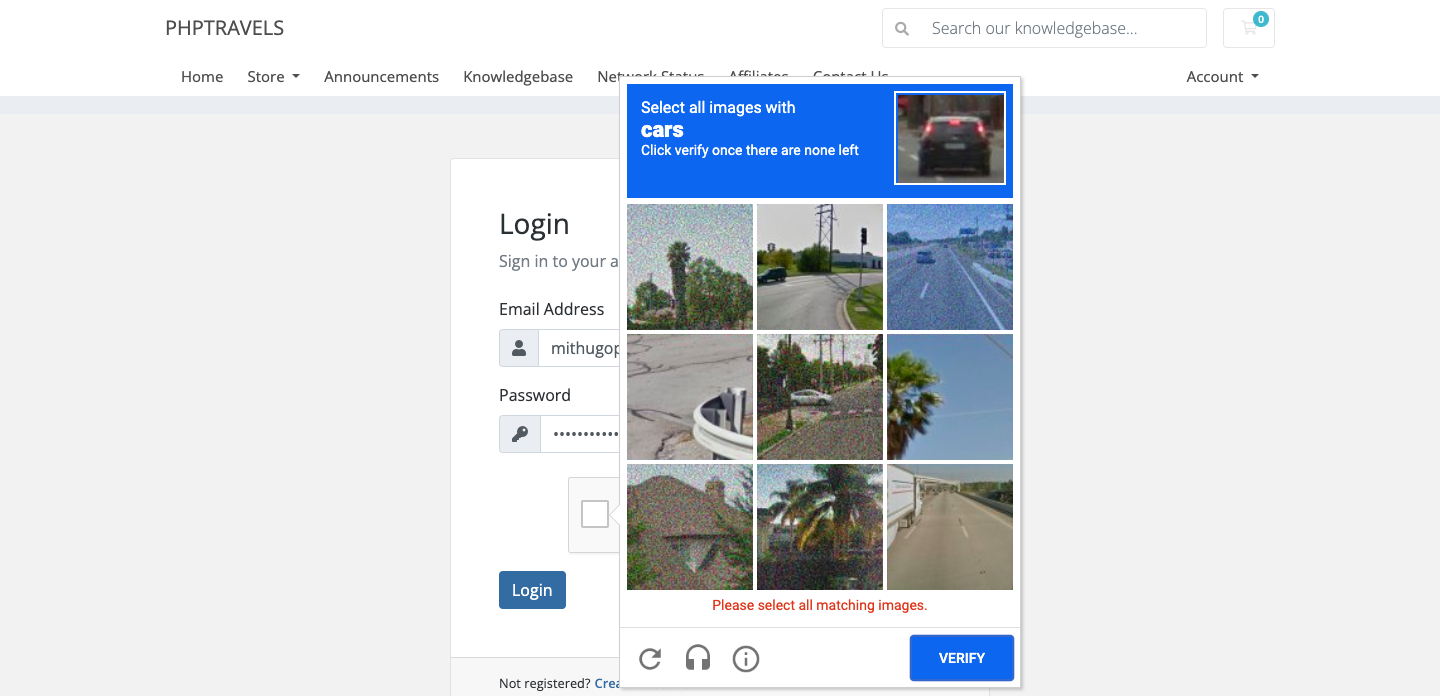 PHPTRAVELS
Search our knowledgebase...
0
Home Store Announcements Knowledgebase Network Status Affiliates Contact Us Account
Select all images with
cars
Click verify once there are none left
Login
Sign in to your a
Email Address
mithugop
Password
Login
Please select all matching images.
VERIFY
Not registered? Crea